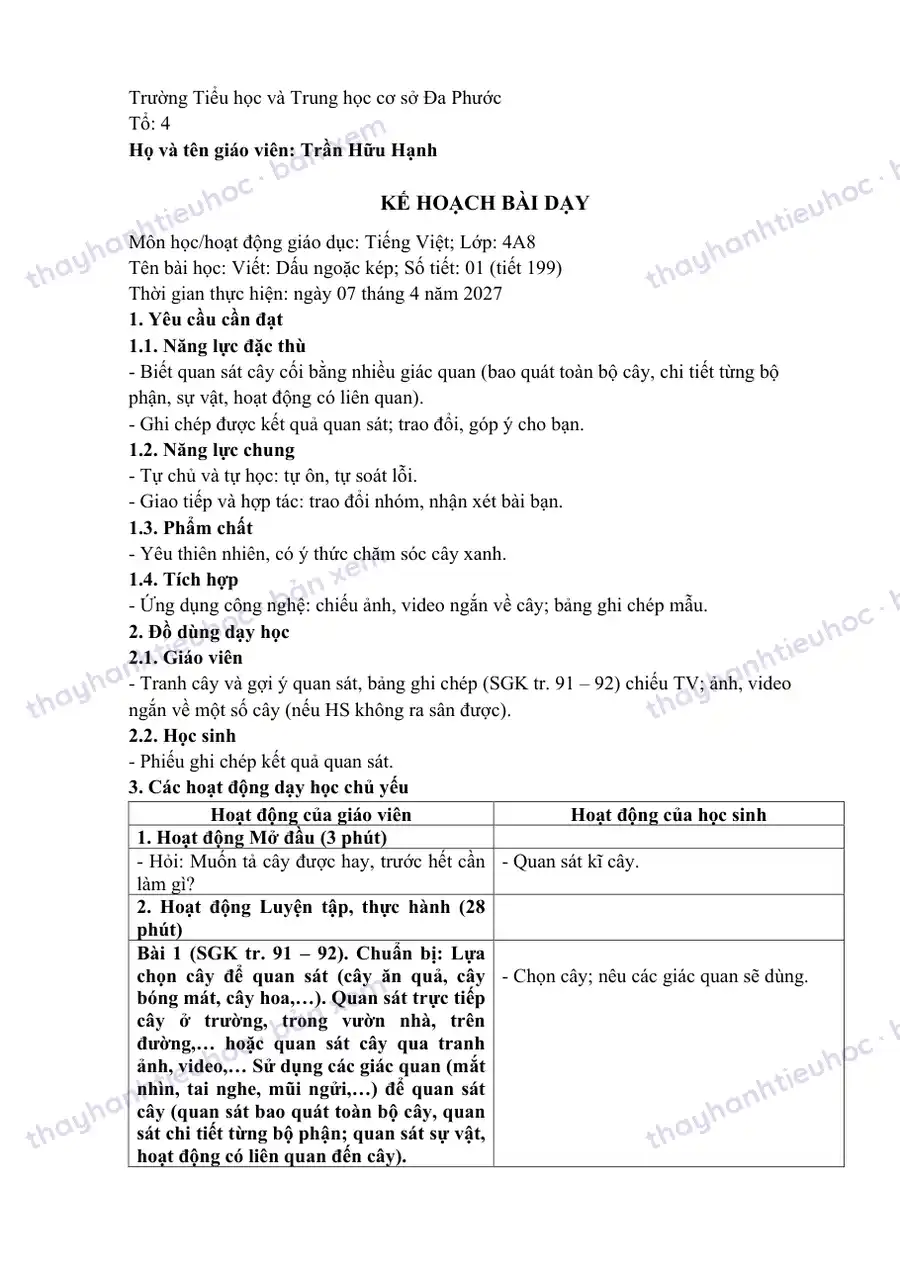 Trường Tiểu học và Trung học cơ sở Đa Phước
Tổ: 4
Họ và tên giáo viên: Trần Hữu Hạnh
KẾ HOẠCH BÀI DẠY
Môn học/hoạt động giáo dục: Tiếng Việt; Lớp: 4A8
Tên bài học: Viết: Dấu ngoặc kép; Số tiết: 01 (tiết 199)
Thời gian thực hiện: ngày 07 tháng 4 năm 2027
1. Yêu cầu cần đạt
1.1. Năng lực đặc thù
- Biết quan sát cây cối bằng nhiều giác quan (bao quát toàn bộ cây, chi tiết từng bộ
phận, sự vật, hoạt động có liên quan).
- Ghi chép được kết quả quan sát; trao đổi, góp ý cho bạn.
1.2. Năng lực chung
- Tự chủ và tự học: tự ôn, tự soát lỗi.
- Giao tiếp và hợp tác: trao đổi nhóm, nhận xét bài bạn.
1.3. Phẩm chất
- Yêu thiên nhiên, có ý thức chăm sóc cây xanh.
1.4. Tích hợp
- Ứng dụng công nghệ: chiếu ảnh, video ngắn về cây; bảng ghi chép mẫu.
2. Đồ dùng dạy học
2.1. Giáo viên
- Tranh cây và gợi ý quan sát, bảng ghi chép (SGK tr. 91 – 92) chiếu TV; ảnh, video
ngắn về một số cây (nếu HS không ra sân được).
2.2. Học sinh
- Phiếu ghi chép kết quả quan sát.
3. Các hoạt động dạy học chủ yếu
Hoạt động của giáo viên
Hoạt động của học sinh
1. Hoạt động Mở đầu (3 phút)
- Hỏi: Muốn tả cây được hay, trước hết cần
làm gì?
- Quan sát kĩ cây.
2. Hoạt động Luyện tập, thực hành (28
phút)
Bài 1 (SGK tr. 91 – 92). Chuẩn bị: Lựa
chọn cây để quan sát (cây ăn quả, cây
bóng mát, cây hoa,…). Quan sát trực tiếp
cây ở trường, trong vườn nhà, trên
đường,… hoặc quan sát cây qua tranh
ảnh, video,… Sử dụng các giác quan (mắt
nhìn, tai nghe, mũi ngửi,…) để quan sát
cây (quan sát bao quát toàn bộ cây, quan
sát chi tiết từng bộ phận; quan sát sự vật,
hoạt động có liên quan đến cây).
- Chọn cây; nêu các giác quan sẽ dùng.
thayhanhtieuhoc · bản xem
thayhanhtieuhoc · b
thayhanhtieuhoc · bản xem
thayhanhtieuhoc · b
thayhanhtieuhoc · bản xem
thayhanhtieuhoc · b